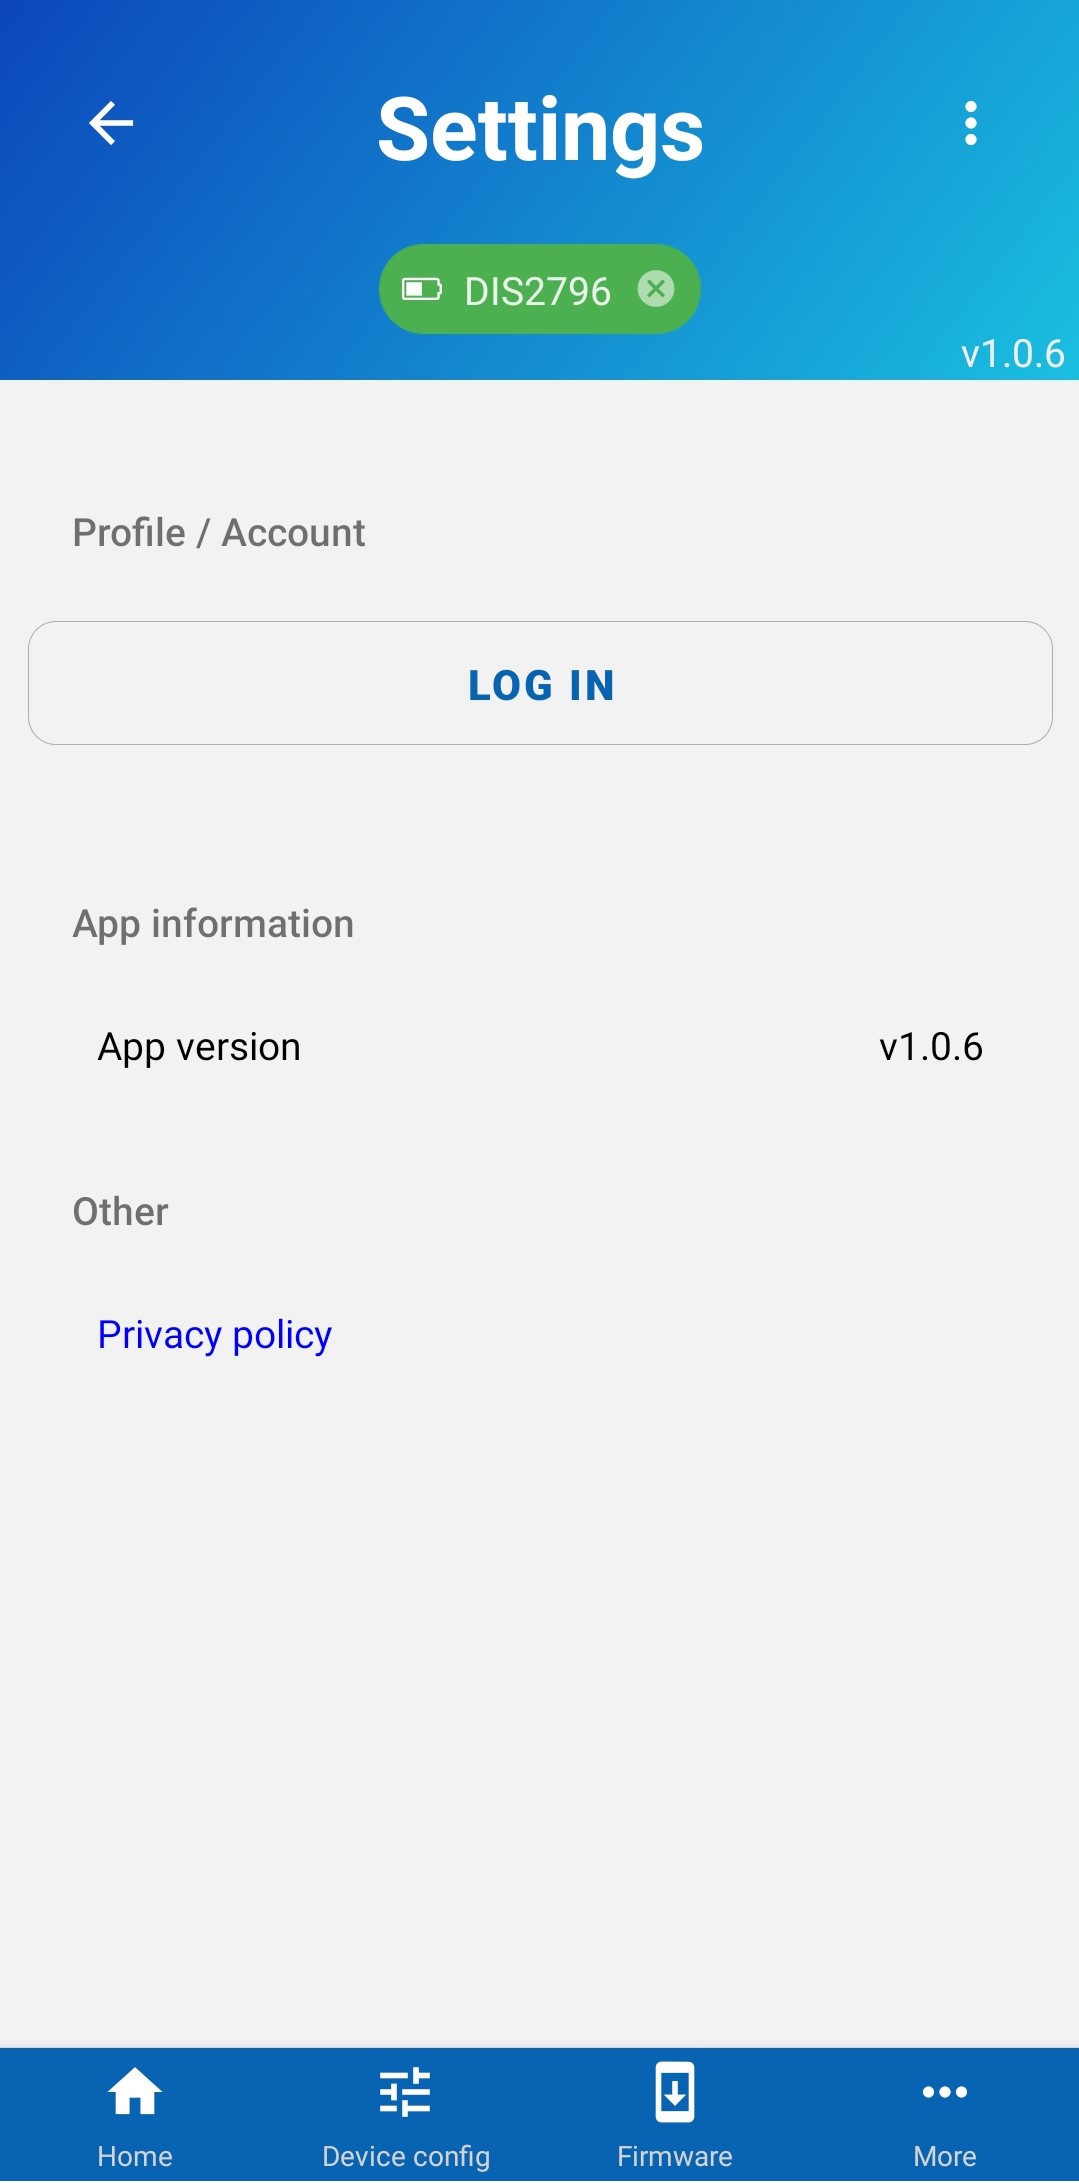 Settings
DIS2796
v1.0.6
Profile / Account
LOG IN
App information
App version v1.0.6
Other
Privacy policy
Home Device config Firmware More